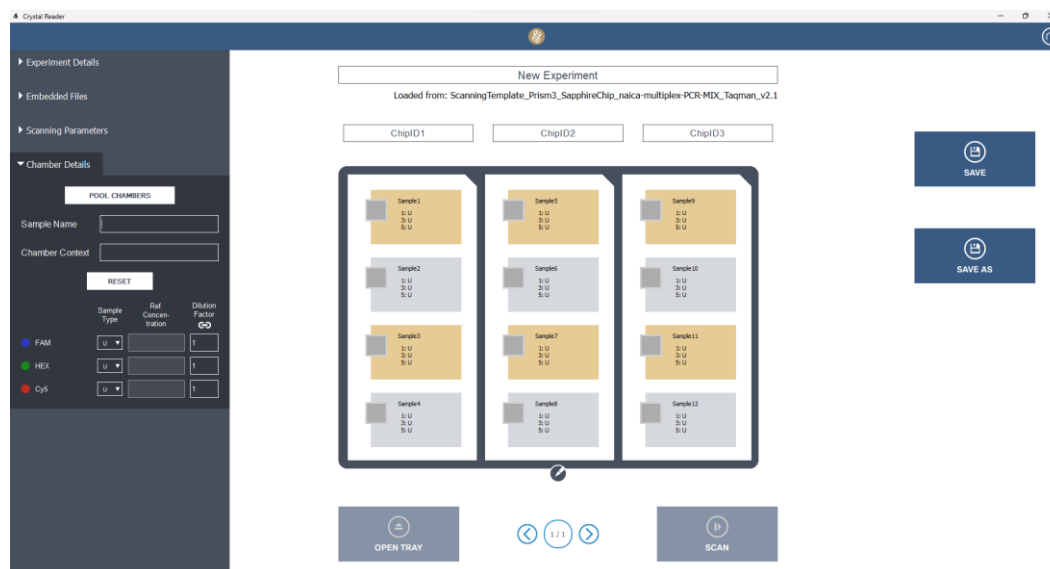 Crystal Reader
Experiment Details
Embedded Files
Scanning Parameters
Chamber Details
POOL CHAMBERS
Sample Name
Chamber Context
RESET
Sample Type
Ref. Concen-tration
Dilution Factor
FAM U 1
HEX U 1
Cy5 U 1
New Experiment
Loaded from: ScanningTemplate_Prism3_SapphireChip_naica-multiplex-PCR-MIX_Taqman_v2.1
ChipID1 ChipID2 ChipID3
Sample1
1: U
3: U
5: U
Sample2
1: U
3: U
5: U
Sample3
1: U
3: U
5: U
Sample4
1: U
3: U
5: U
Sample5
1: U
3: U
5: U
Sample6
1: U
3: U
5: U
Sample7
1: U
3: U
5: U
Sample8
1: U
3: U
5: U
Sample9
1: U
3: U
5: U
Sample10
1: U
3: U
5: U
Sample11
1: U
3: U
5: U
Sample12
1: U
3: U
5: U
OPEN TRAY
1/1
SCAN
SAVE
SAVE AS